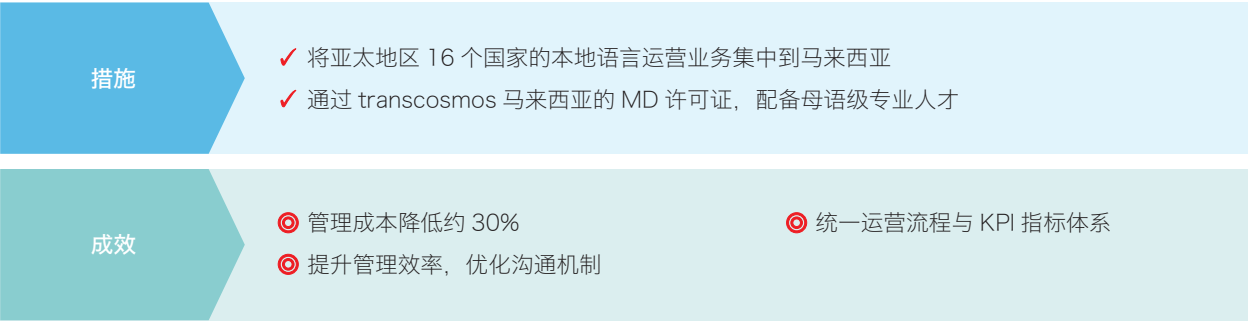 措施
✓ 将亚太地区 16 个国家的本地语言运营业务集中到马来西亚
✓ 通过 transcosmos 马来西亚的 MD 许可证，配备母语级专业人才
成效
◎ 管理成本降低约 30%
◎ 统一运营流程与 KPI 指标体系
◎ 提升管理效率，优化沟通机制